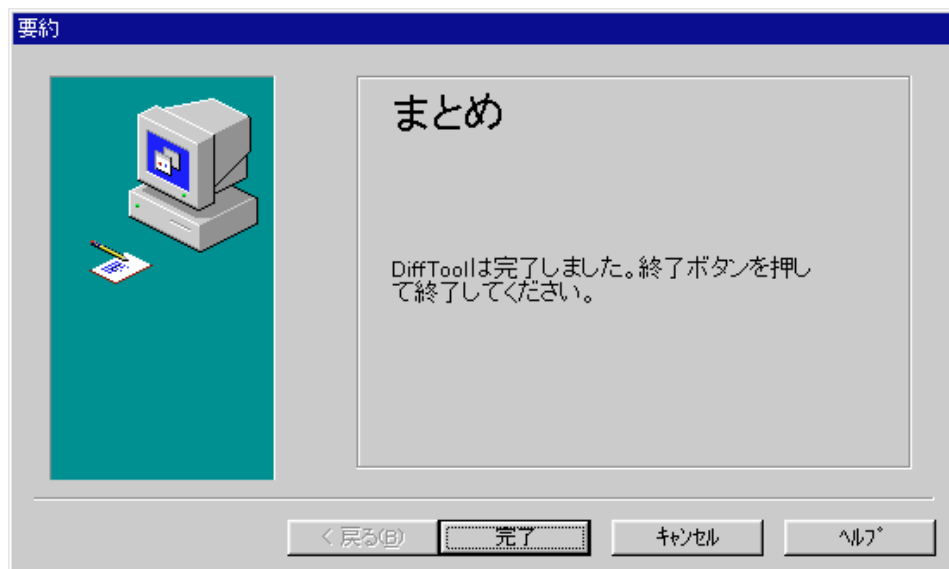 要約
まとめ
DiffToolは完了しました。終了ボタンを押し
て終了してください。
< 戻る(B)
完了
ｷｬﾝｾﾙ
ﾍﾙﾌﾟ